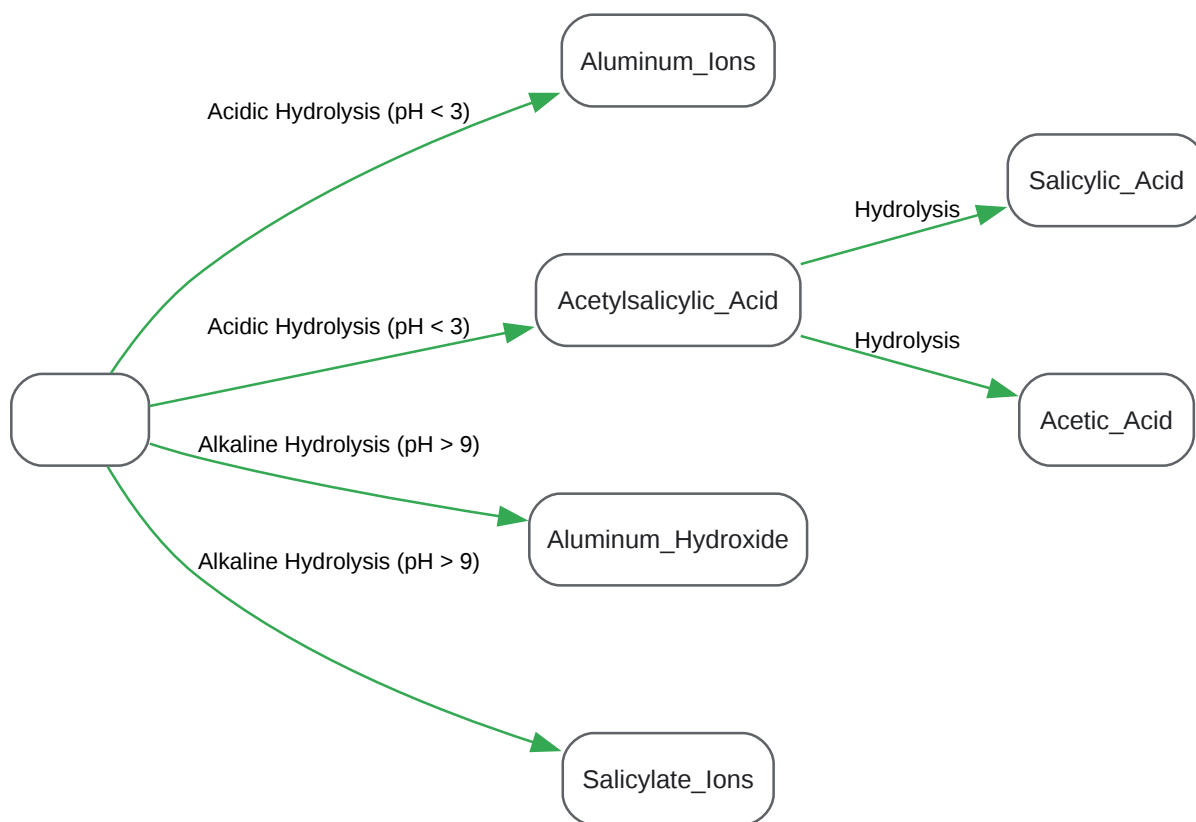 Aluminum_Ions
Acidic Hydrolysis (pH < 3)
Salicylic_Acid
Hydrolysis
Acetylsalicylic_Acid
Acidic Hydrolysis (pH < 3)
Hydrolysis
Acetic_Acid
Alkaline Hydrolysis (pH > 9)
Aluminum_Hydroxide
Alkaline Hydrolysis (pH > 9)
Salicylate_Ions